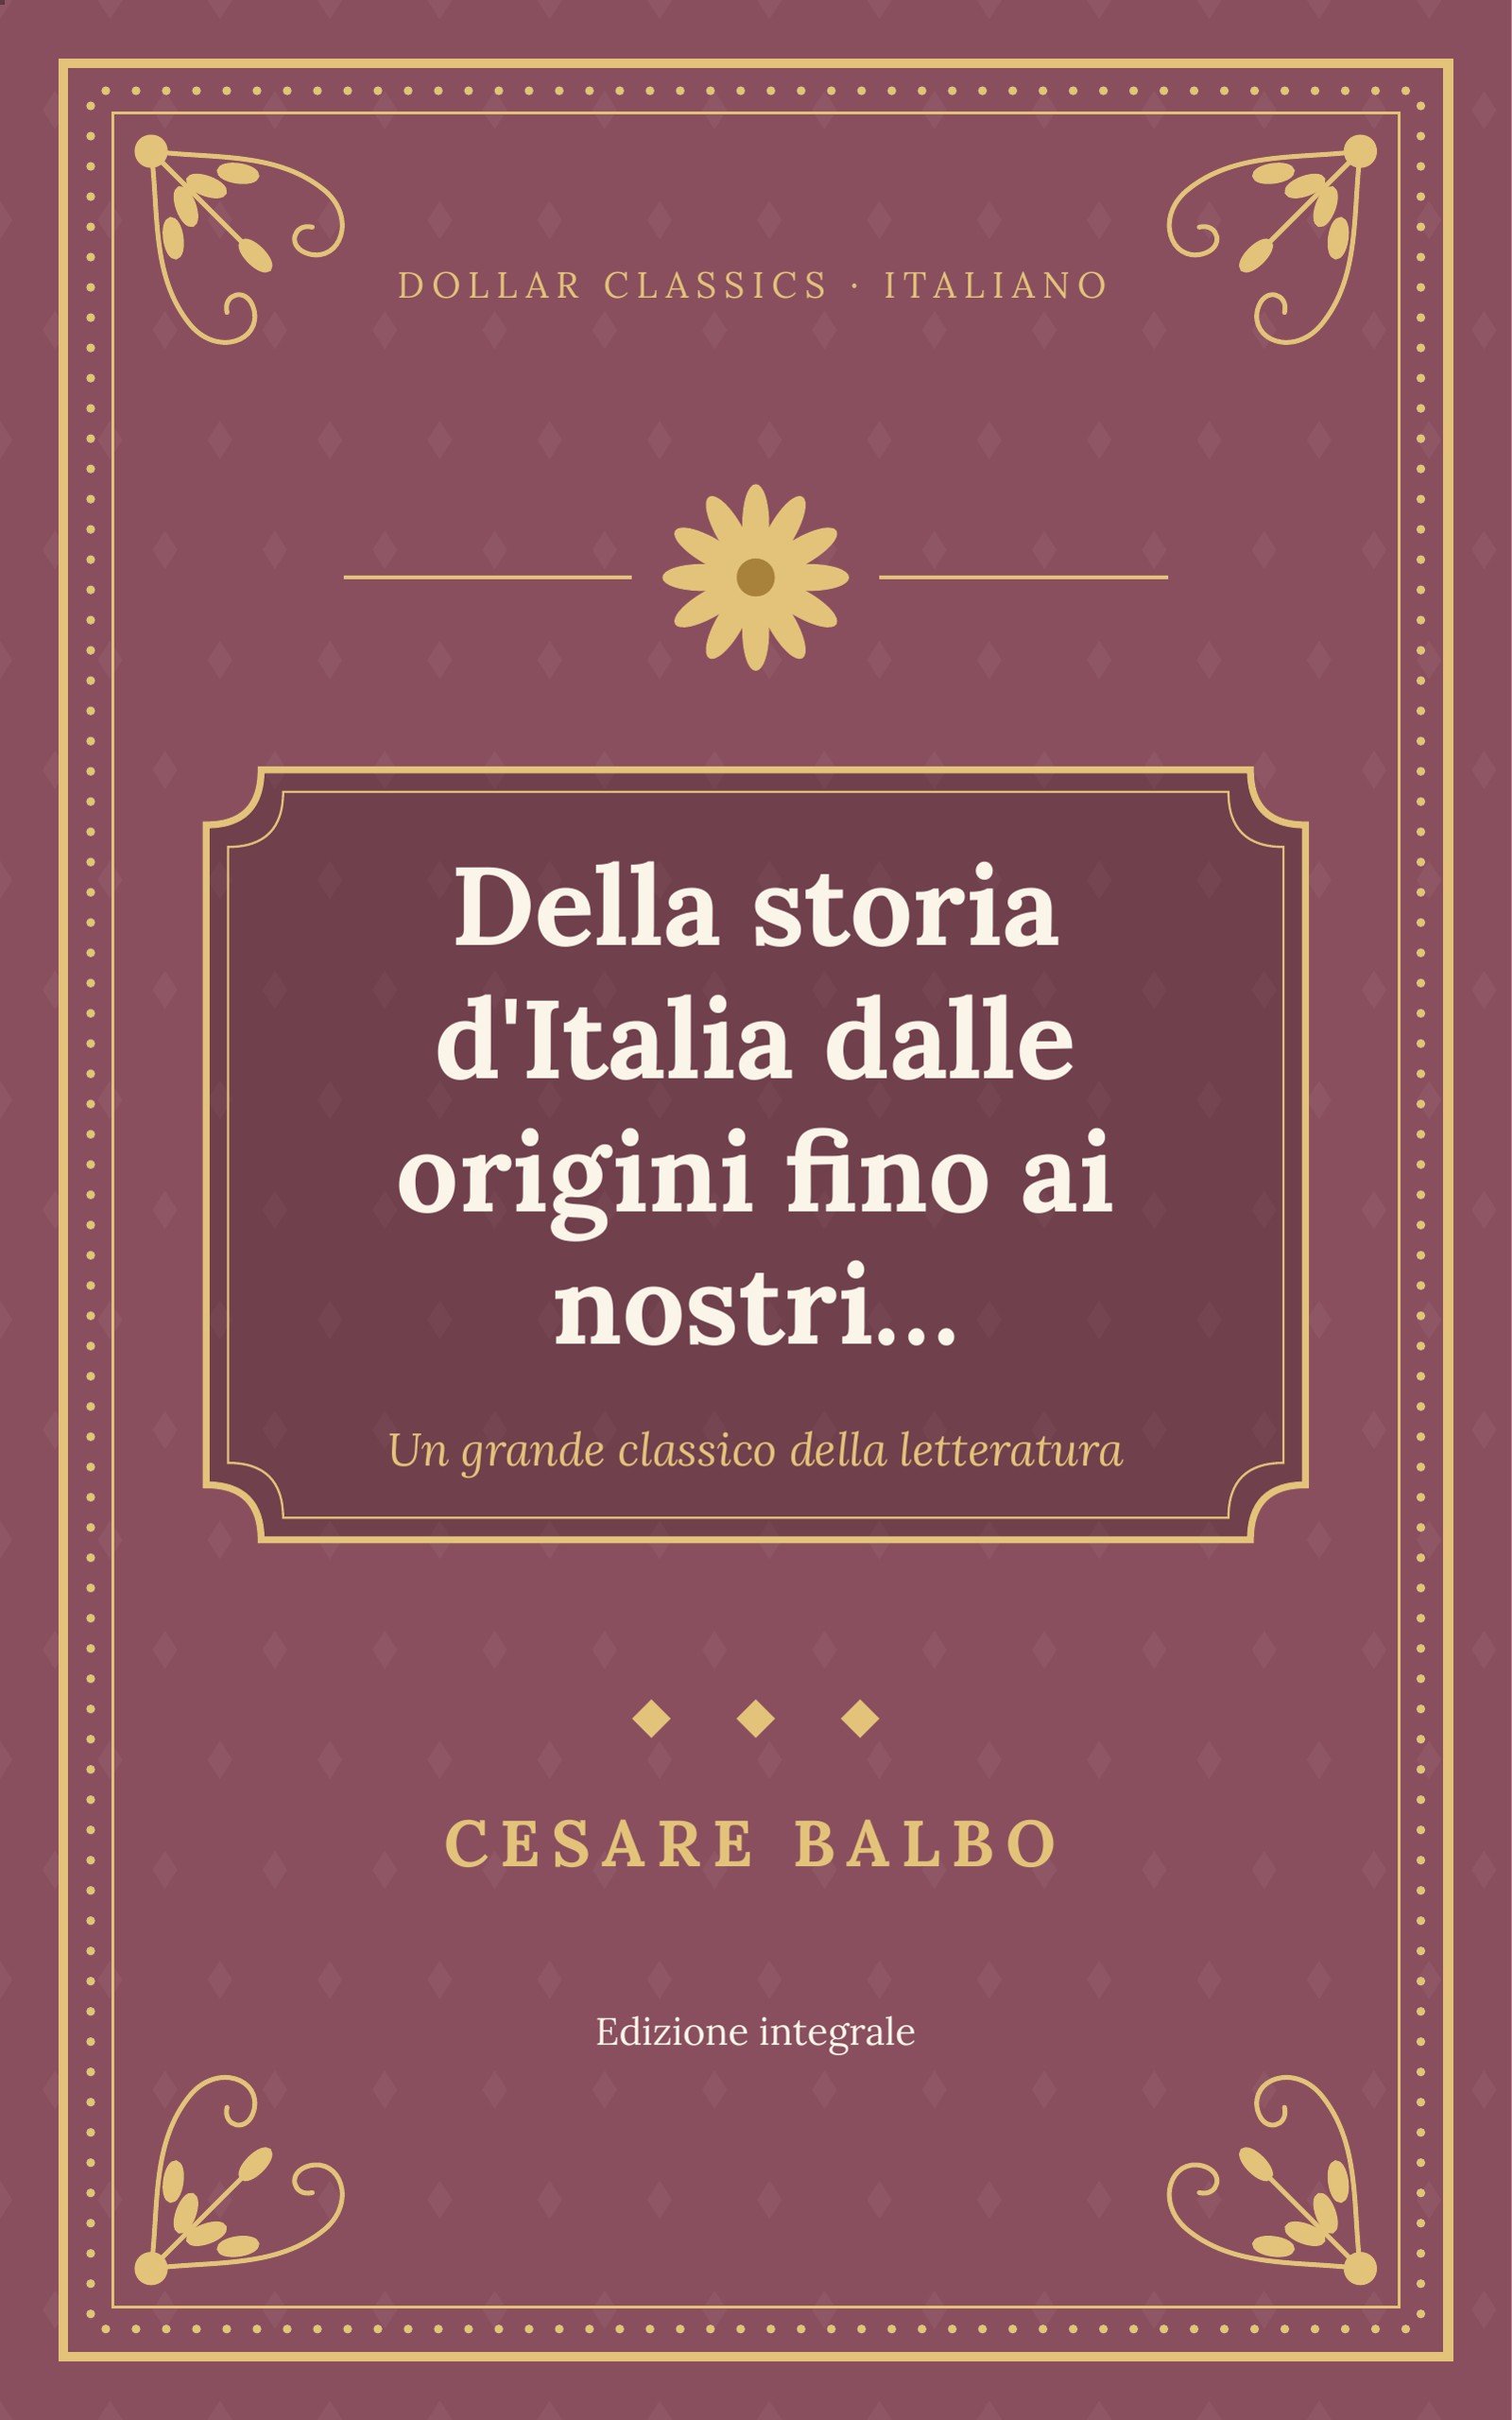 DOLLAR CLASSICS · ITALIANO
Della storia
d'Italia dalle
origini fino ai
nostri...
Un grande classico della letteratura
CESARE BALBO
Edizione integrale